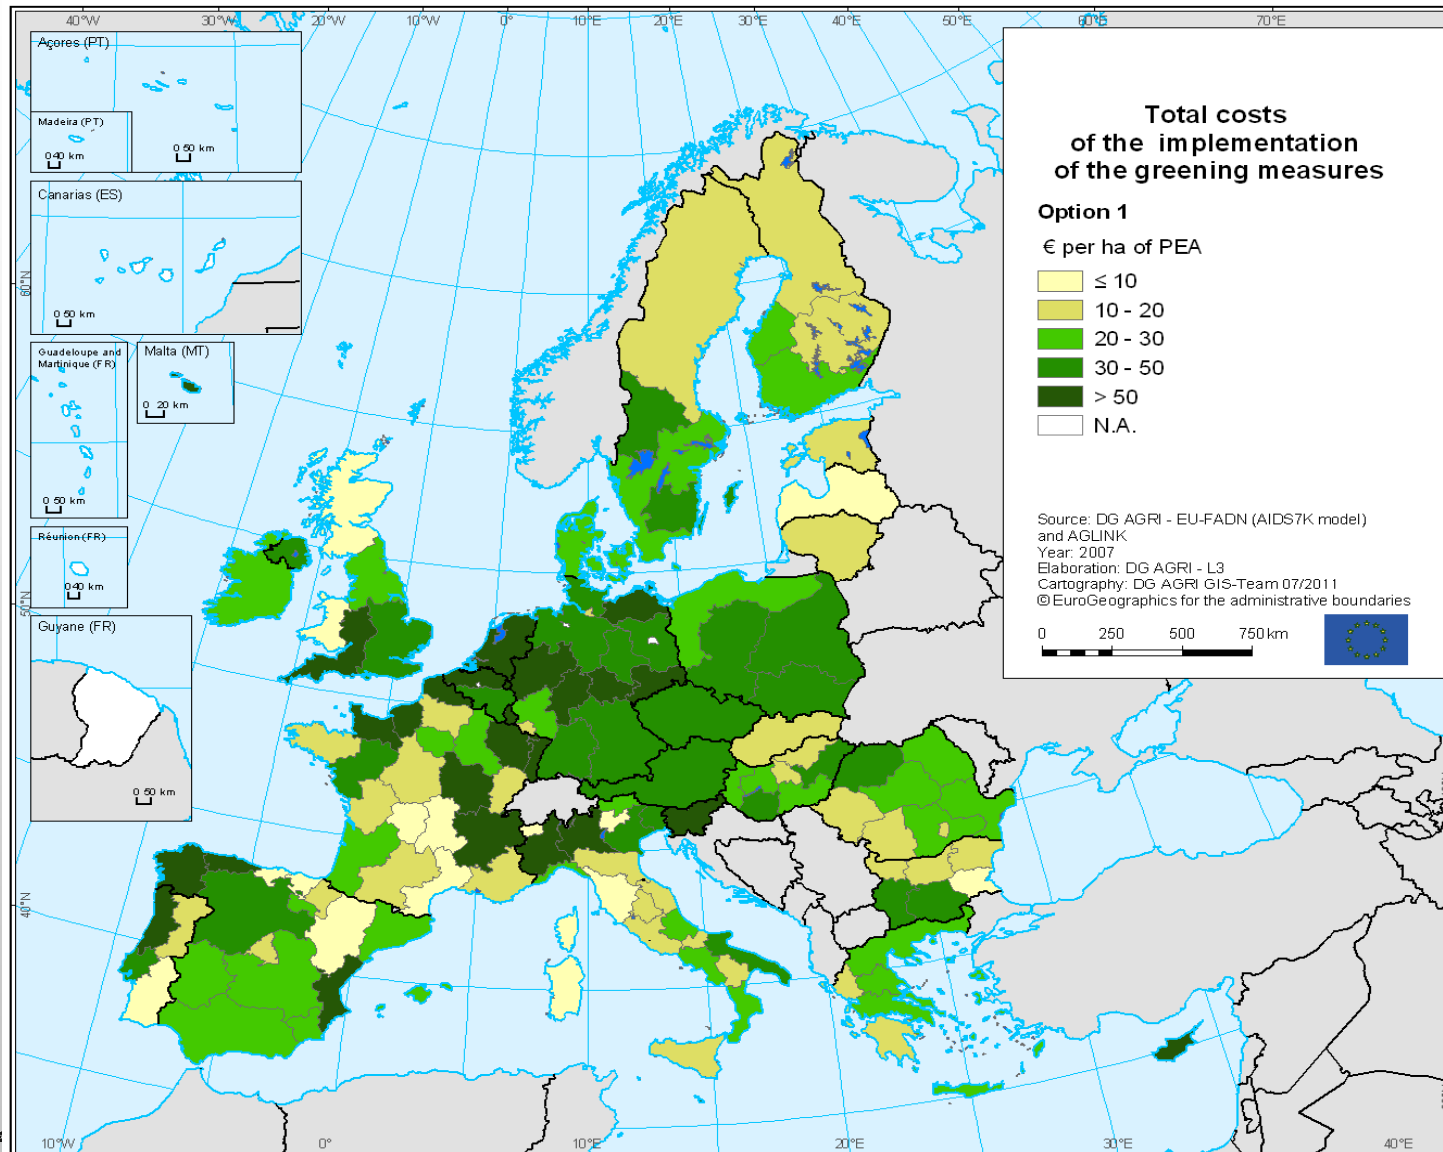 40°W 30°W 20°W 10°W 0° 10°E 20°E 30°E 40°E 50°E 60°E 70°E
Açores (PT)
Madeira (PT)
0 40 km
0 50 km
Canarias (ES)
0 50 km
Guadeloupe and
Martinique (FR)
0 50 km
Malta (MT)
0 20 km
Réunion (FR)
0 40 km
Guyane (FR)
0 50 km
60°N
50°N
40°N
Total costs
of the implementation
of the greening measures
Option 1
€ per ha of PEA
≤ 10
10 - 20
20 - 30
30 - 50
> 50
N.A.
Source: DG AGRI - EU-FADN (AIDS7K model)
and AGLINK
Year: 2007
Elaboration: DG AGRI - L3
Cartography: DG AGRI GIS-Team 07/2011
© EuroGeographics for the administrative boundaries
0 250 500 750 km
10°W 0° 10°E 20°E 30°E 40°E